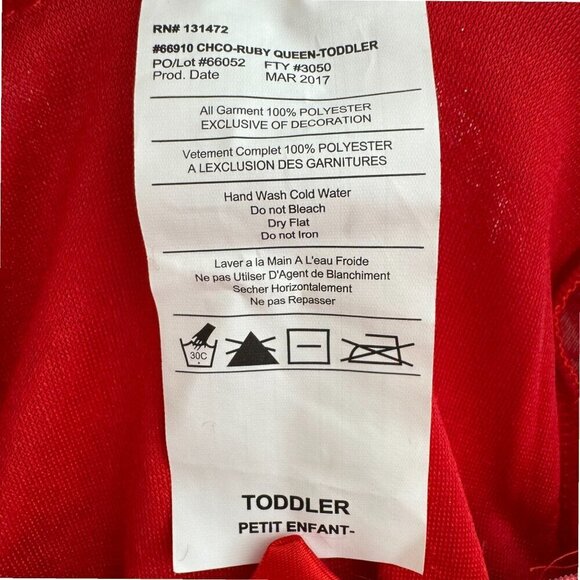 RN# 131472
#66910 CHCO-RUBY QUEEN-TODDLER
PO/Lot #66052 FTY #3050
Prod. Date MAR 2017
All Garment 100% POLYESTER
EXCLUSIVE OF DECORATION
Vetement Complet 100% POLYESTER
A LEXCLUSION DES GARNITURES
Hand Wash Cold Water
Do not Bleach
Dry Flat
Do not Iron
Laver a la Main A L'eau Froide
Ne pas Utilser D'Agent de Blanchiment
Secher Horizontalement
Ne pas Repasser
30C
TODDLER
PETIT ENFANT-